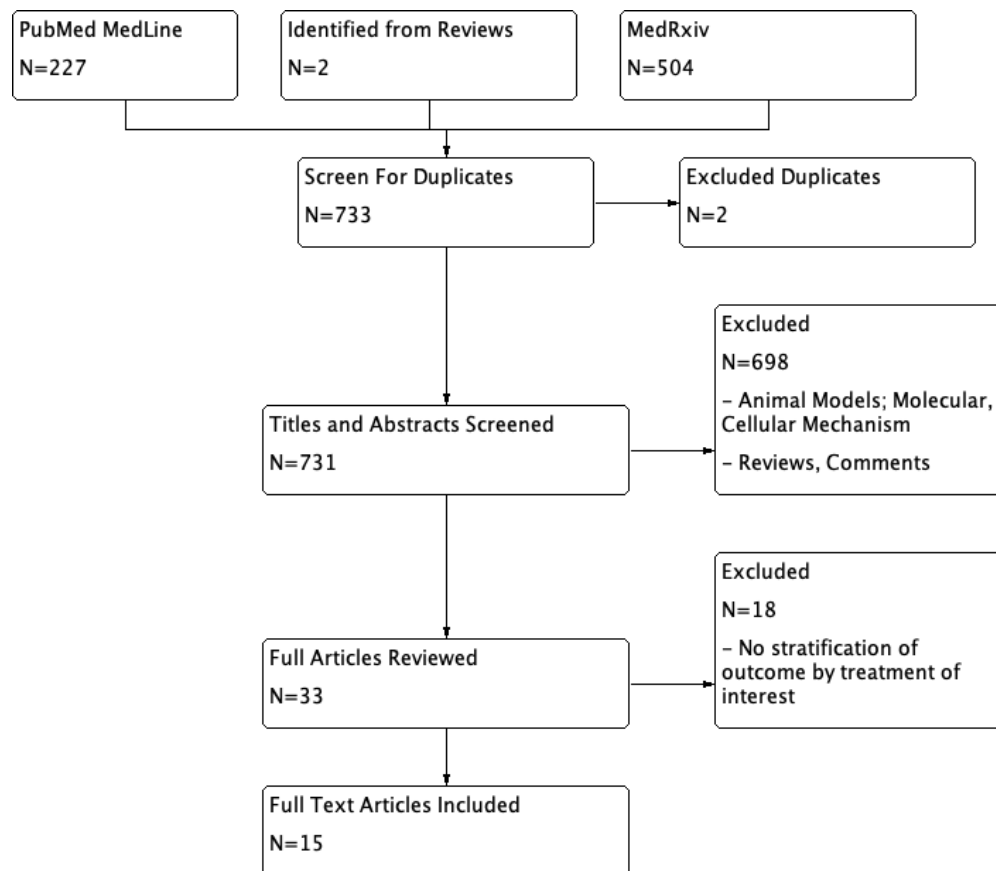 PubMed MedLine
N=227
Identified from Reviews
N=2
MedRxiv
N=504
Screen For Duplicates
N=733
Excluded Duplicates
N=2
Excluded
N=698
– Animal Models; Molecular,
Cellular Mechanism
– Reviews, Comments
Titles and Abstracts Screened
N=731
Excluded
N=18
– No stratification of
outcome by treatment of
interest
Full Articles Reviewed
N=33
Full Text Articles Included
N=15